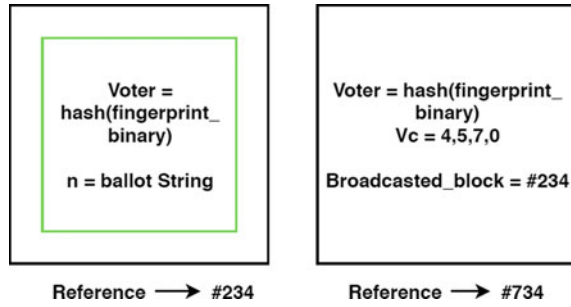 Voter =
hash(fingerprint_
binary)
n = ballot String
Reference → #234
Voter = hash(fingerprint_
binary)
Vc = 4,5,7,0
Broadcasted_block = #234
Reference → #734